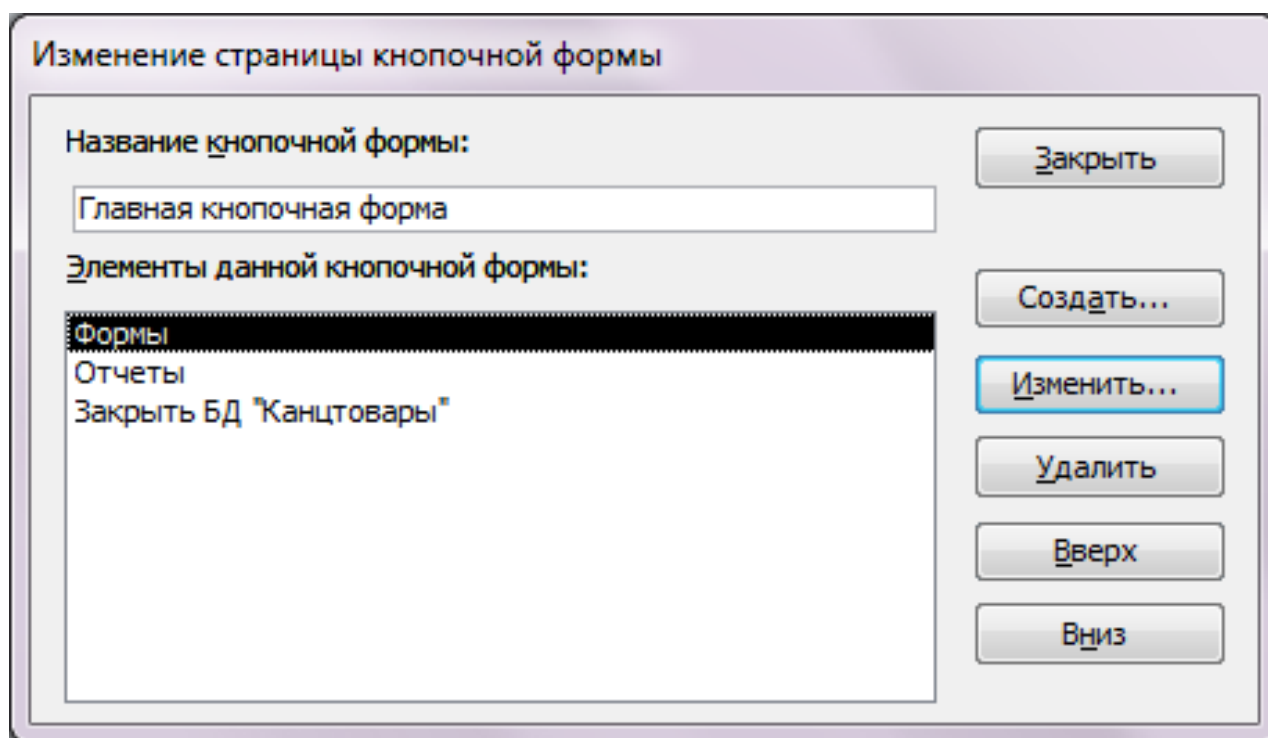 Изменение страницы кнопочной формы
Название кнопочной формы:
Закрыть
Главная кнопочная форма
Элементы данной кнопочной формы:
Создать...
Формы
Отчеты
Изменить...
Закрыть БД "Канцтовары"
Удалить
Вверх
Вниз